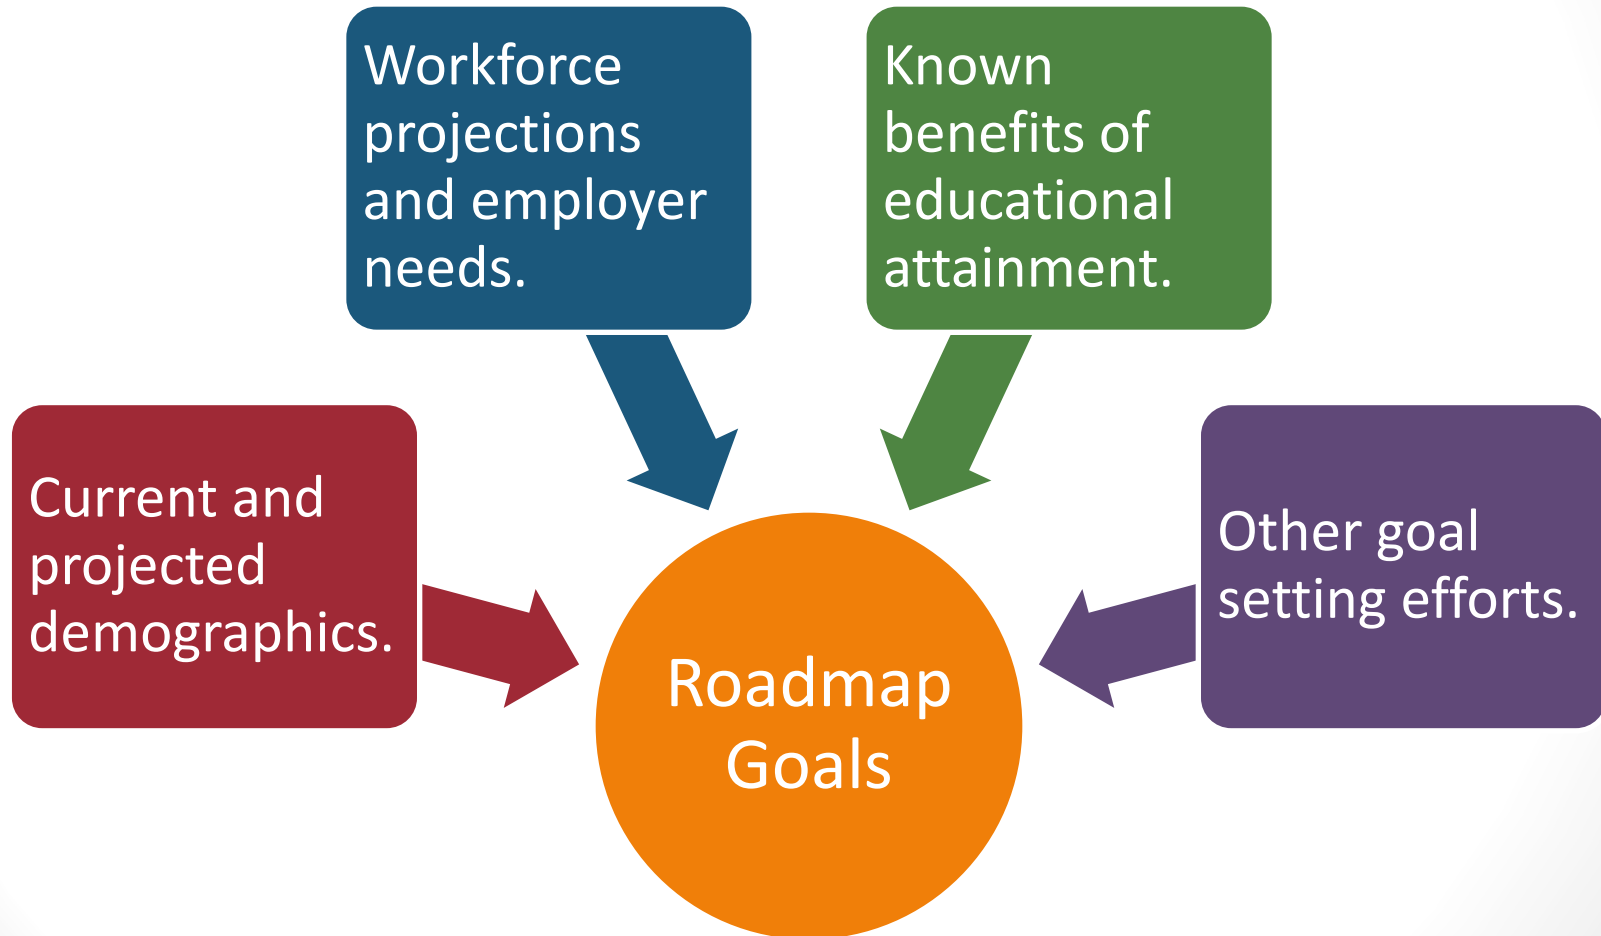 Workforce
projections
and employer
needs.
Known
benefits of
educational
attainment.
Current and
projected
demographics.
Other goal
setting efforts.
Roadmap
Goals